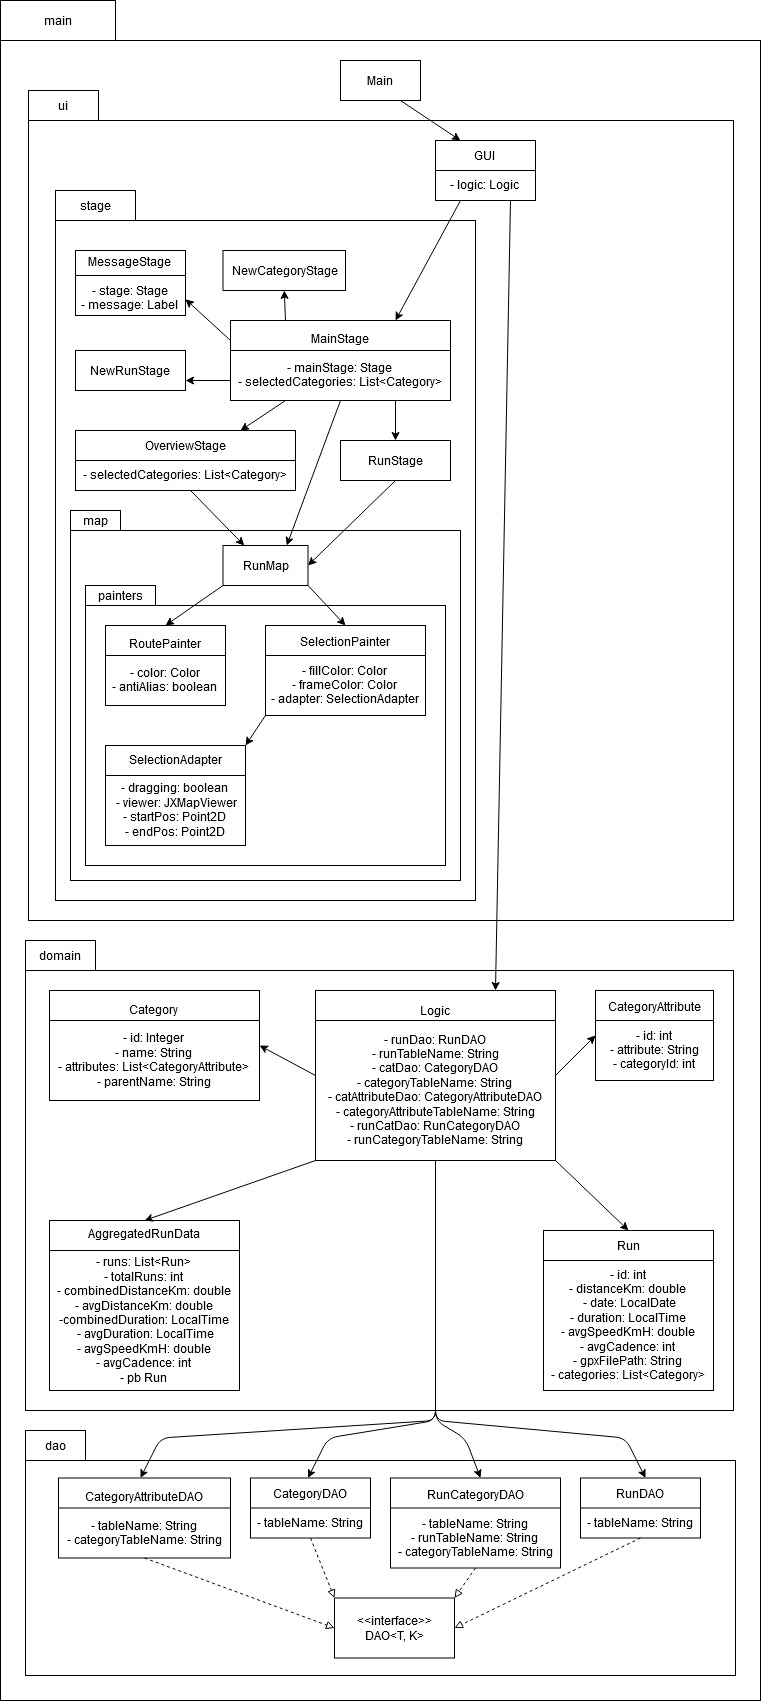 main
Main
ui
GUI
- logic: Logic
stage
MessageStage
- stage: Stage
- message: Label
NewCategoryStage
MainStage
- mainStage: Stage
- selectedCategories: List<Category>
NewRunStage
OverviewStage
- selectedCategories: List<Category>
RunStage
map
RunMap
painters
RoutePainter
- color: Color
- antiAlias: boolean
SelectionPainter
- fillColor: Color
- frameColor: Color
- adapter: SelectionAdapter
SelectionAdapter
- dragging: boolean
- viewer: JXMapViewer
- startPos: Point2D
- endPos: Point2D
domain
Category
- id: Integer
- name: String
- attributes: List<CategoryAttribute>
- parentName: String
Logic
- runDao: RunDAO
- runTableName: String
- catDao: CategoryDAO
- categoryTableName: String
- catAttributeDao: CategoryAttributeDAO
- categoryAttributeTableName: String
- runCatDao: RunCategoryDAO
- runCategoryTableName: String
CategoryAttribute
- id: int
- attribute: String
- categoryId: int
AggregatedRunData
- runs: List<Run>
- totalRuns: int
- combinedDistanceKm: double
- avgDistanceKm: double
-combinedDuration: LocalTime
- avgDuration: LocalTime
- avgSpeedKmH: double
- avgCadence: int
- pb Run
Run
- id: int
- distanceKm: double
- date: LocalDate
- duration: LocalTime
- avgSpeedKmH: double
- avgCadence: int
- gpxFilePath: String
- categories: List<Category>
dao
CategoryAttributeDAO
- tableName: String
- categoryTableName: String
CategoryDAO
- tableName: String
RunCategoryDAO
- tableName: String
- runTableName: String
- categoryTableName: String
RunDAO
- tableName: String
<<interface>>
DAO<T, K>